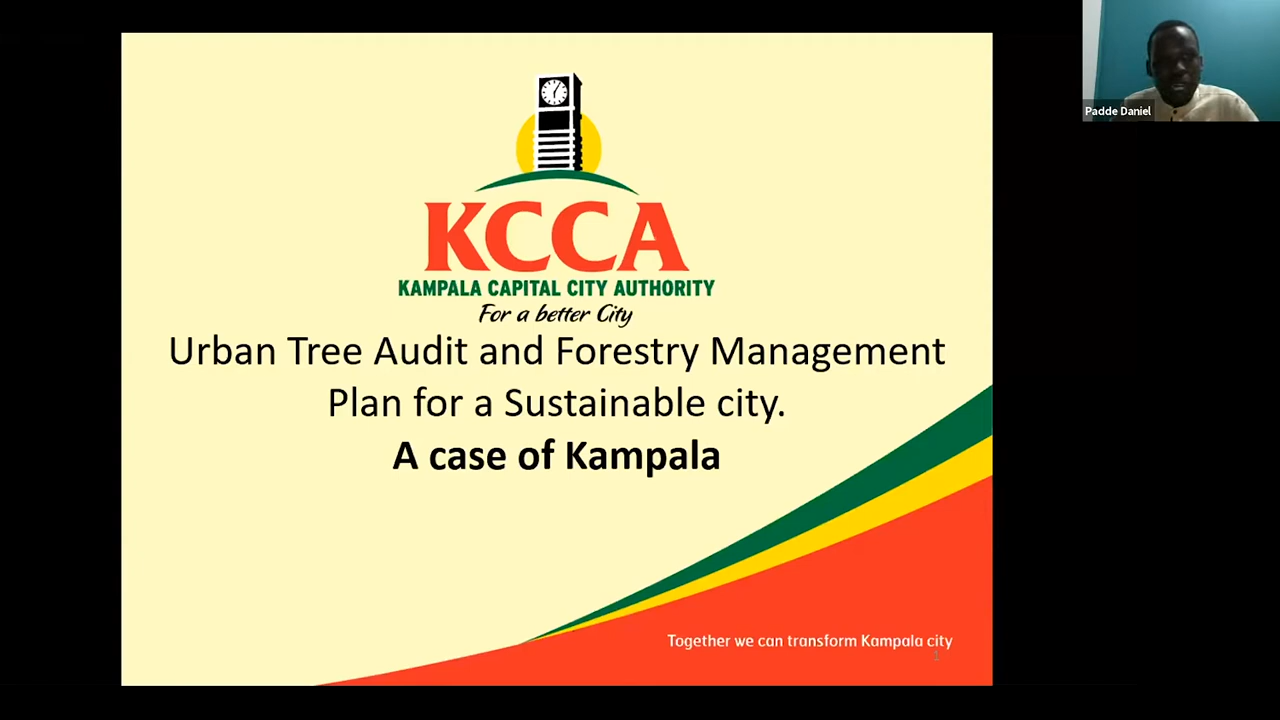 Padde Daniel
KCCA
KAMPALA CAPITAL CITY AUTHORITY
For a better City
Urban Tree Audit and Forestry Management
Plan for a Sustainable city.
A case of Kampala
Together we can transform Kampala city
1